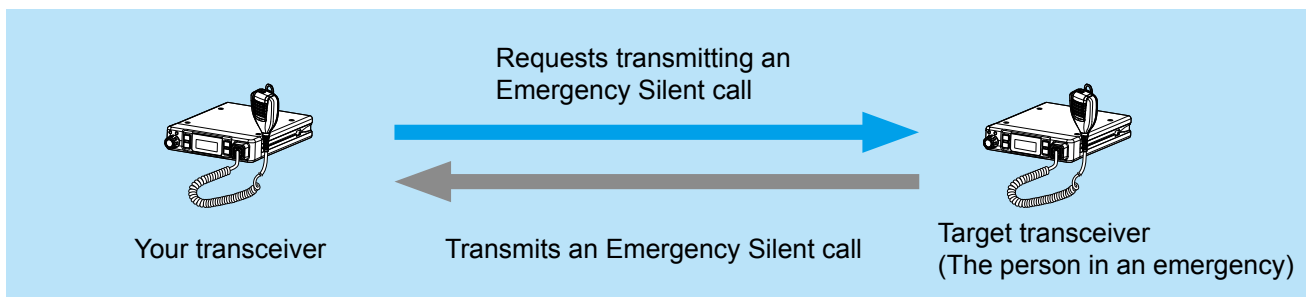 Requests transmitting an
Emergency Silent call
Your transceiver
Transmits an Emergency Silent call
Target transceiver
(The person in an emergency)